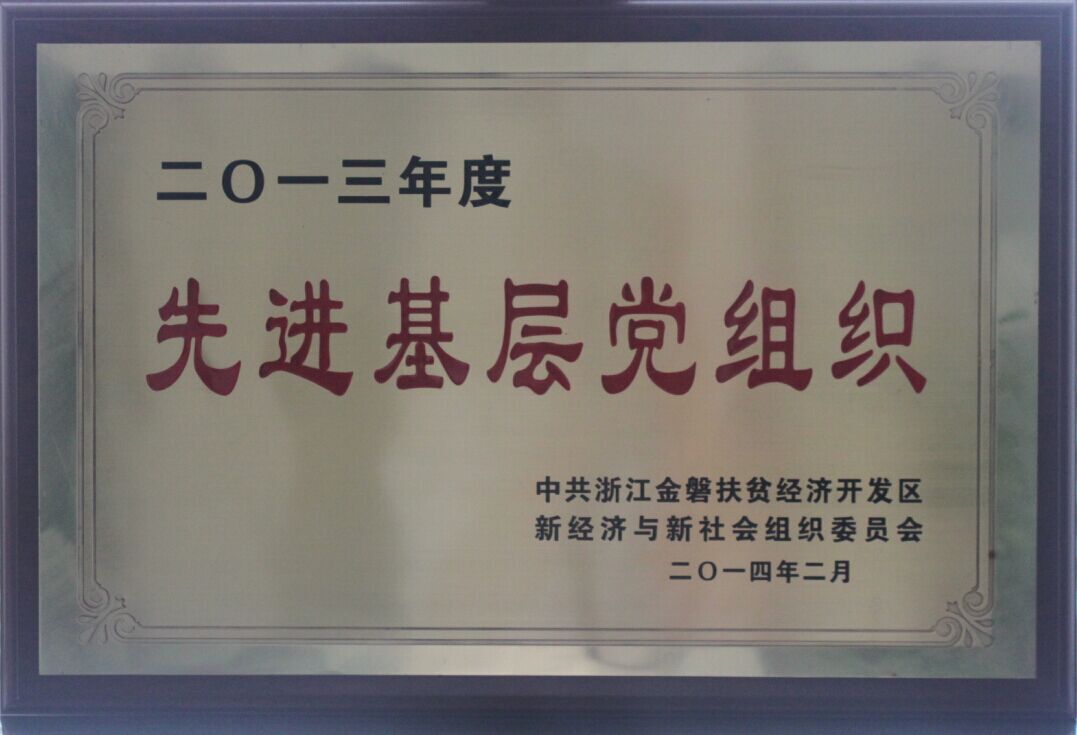 二〇一三年度
先进基层党组织
中共浙江金磐扶贫经济开发区
新经济与新社会组织委员会
二〇一四年二月